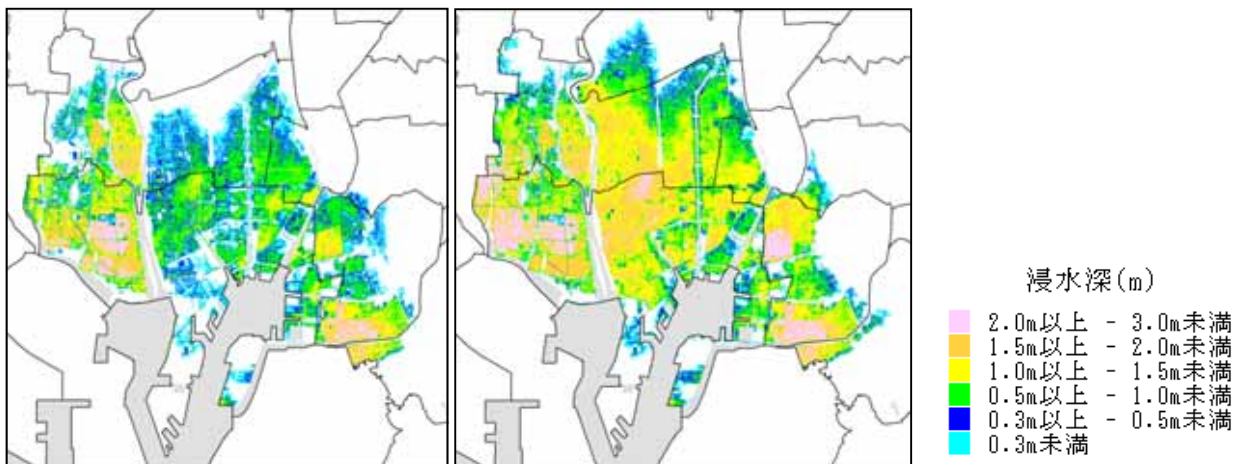 浸水深(m)
2.0m以上 - 3.0m未満
1.5m以上 - 2.0m未満
1.0m以上 - 1.5m未満
0.5m以上 - 1.0m未満
0.3m以上 - 0.5m未満
0.3m未満